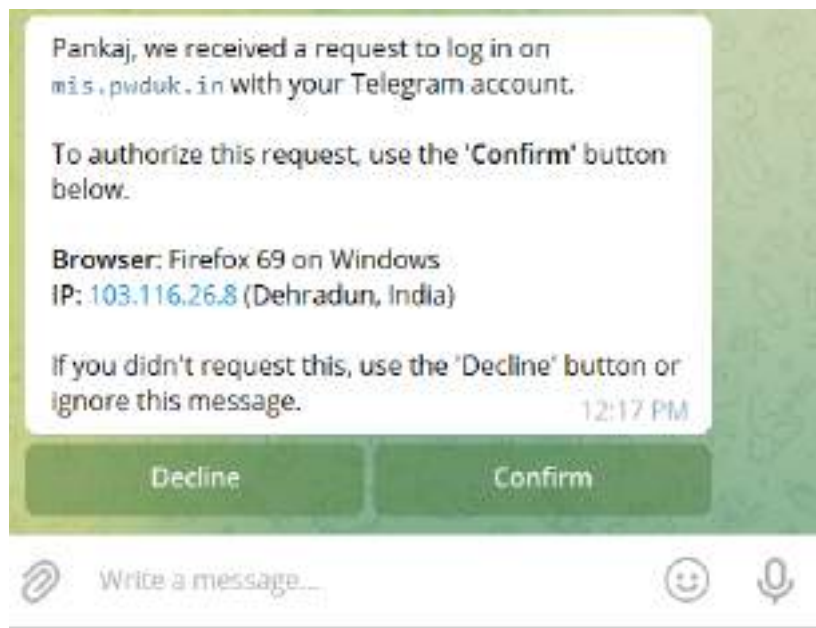 Pankaj, we received a request to log in on
mis.pwduk.in with your Telegram account.
To authorize this request, use the 'Confirm' button
below.
Browser: Firefox 69 on Windows
IP: 103.116.26.8 (Dehradun, India)
If you didn't request this, use the 'Decline' button or
ignore this message.
12:17 PM
Decline Confirm
Write a message...